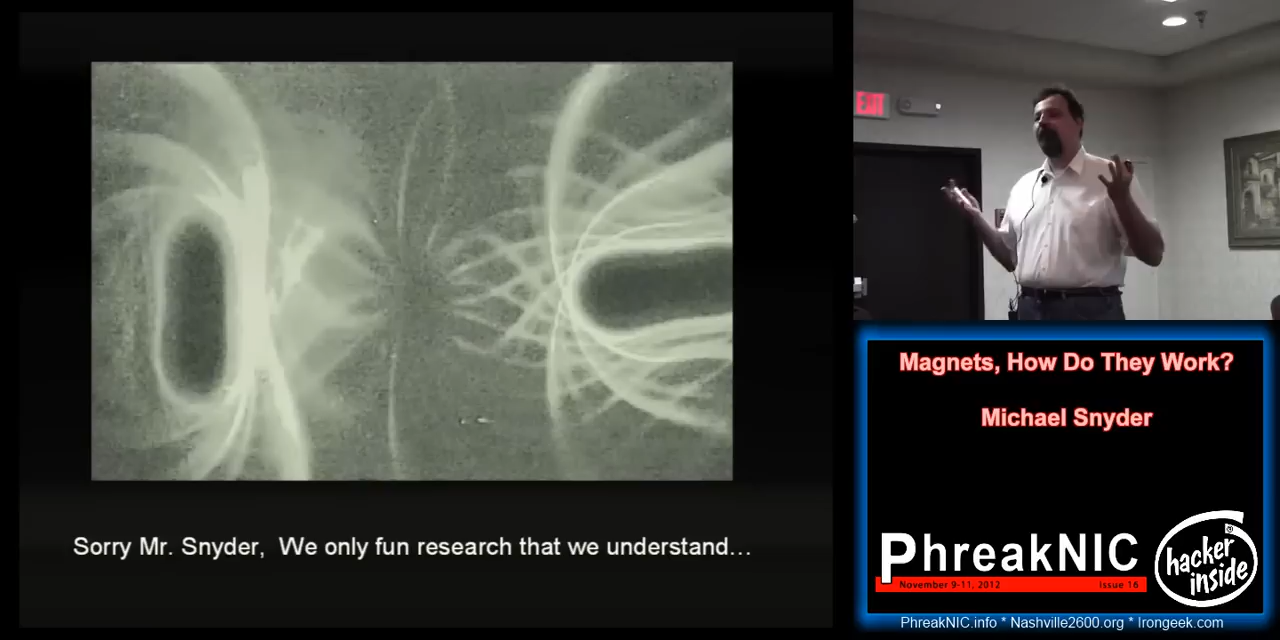 Sorry Mr. Snyder, We only fun research that we understand...
EXIT
Magnets, How Do They Work?
Michael Snyder
PhreakNIC
November 9-11, 2012 Issue 16
hacker
inside
PhreakNIC.info * Nashville2600.org * Irongeek.com